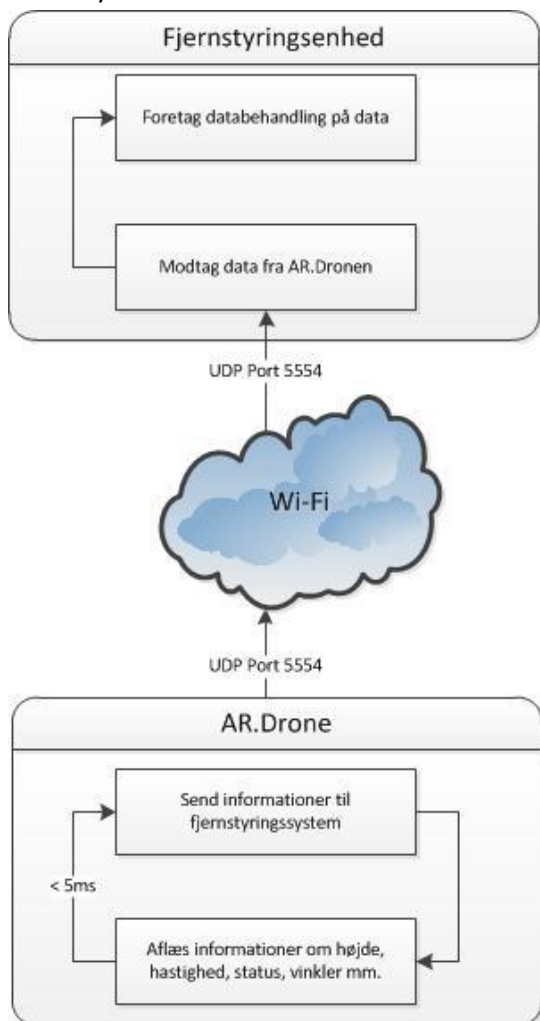 Fjernstyringsenhed
Foretag databehandling på data
Modtag data fra AR.Dronen
UDP Port 5554
Wi-Fi
UDP Port 5554
AR.Drone
Send informationer til
fjernstyringssystem
< 5ms
Aflæs informationer om højde,
hastighed, status, vinkler mm.